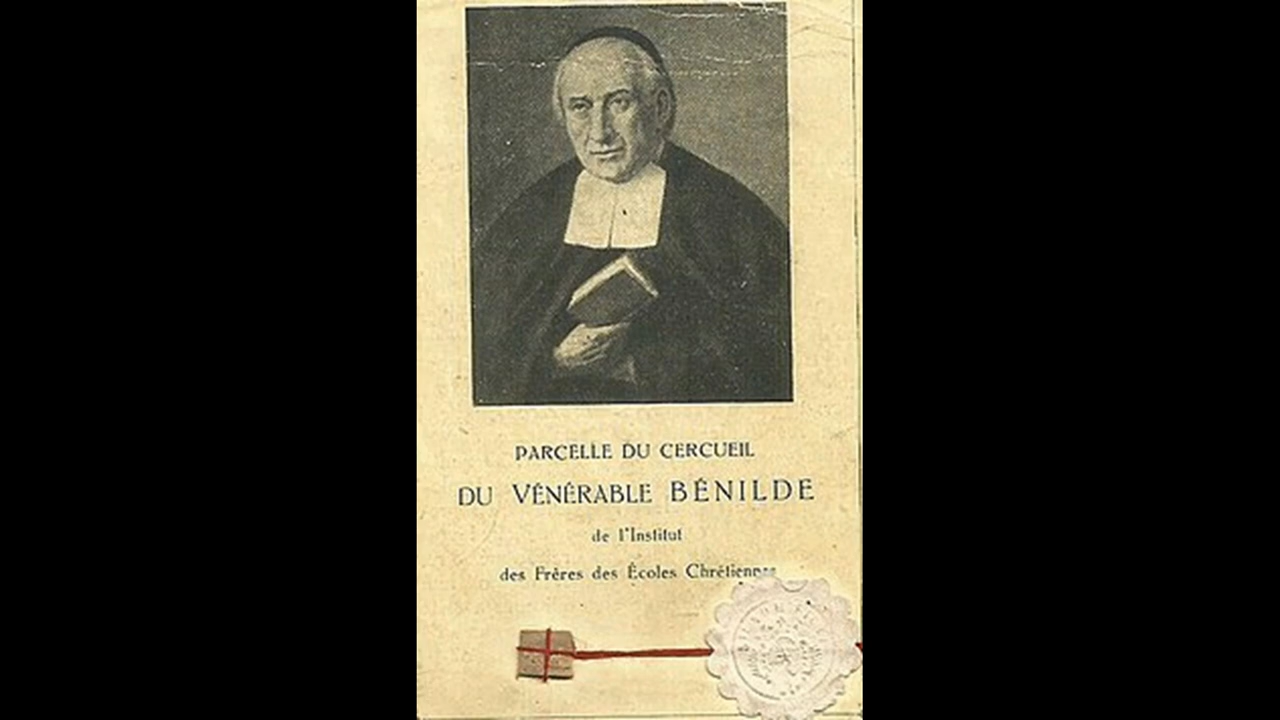 PARCELLE DU CERCUEIL
DU VÉNÉRABLE BÉNILDE
de l'Institut
des Frères des Écoles Chrétiennes